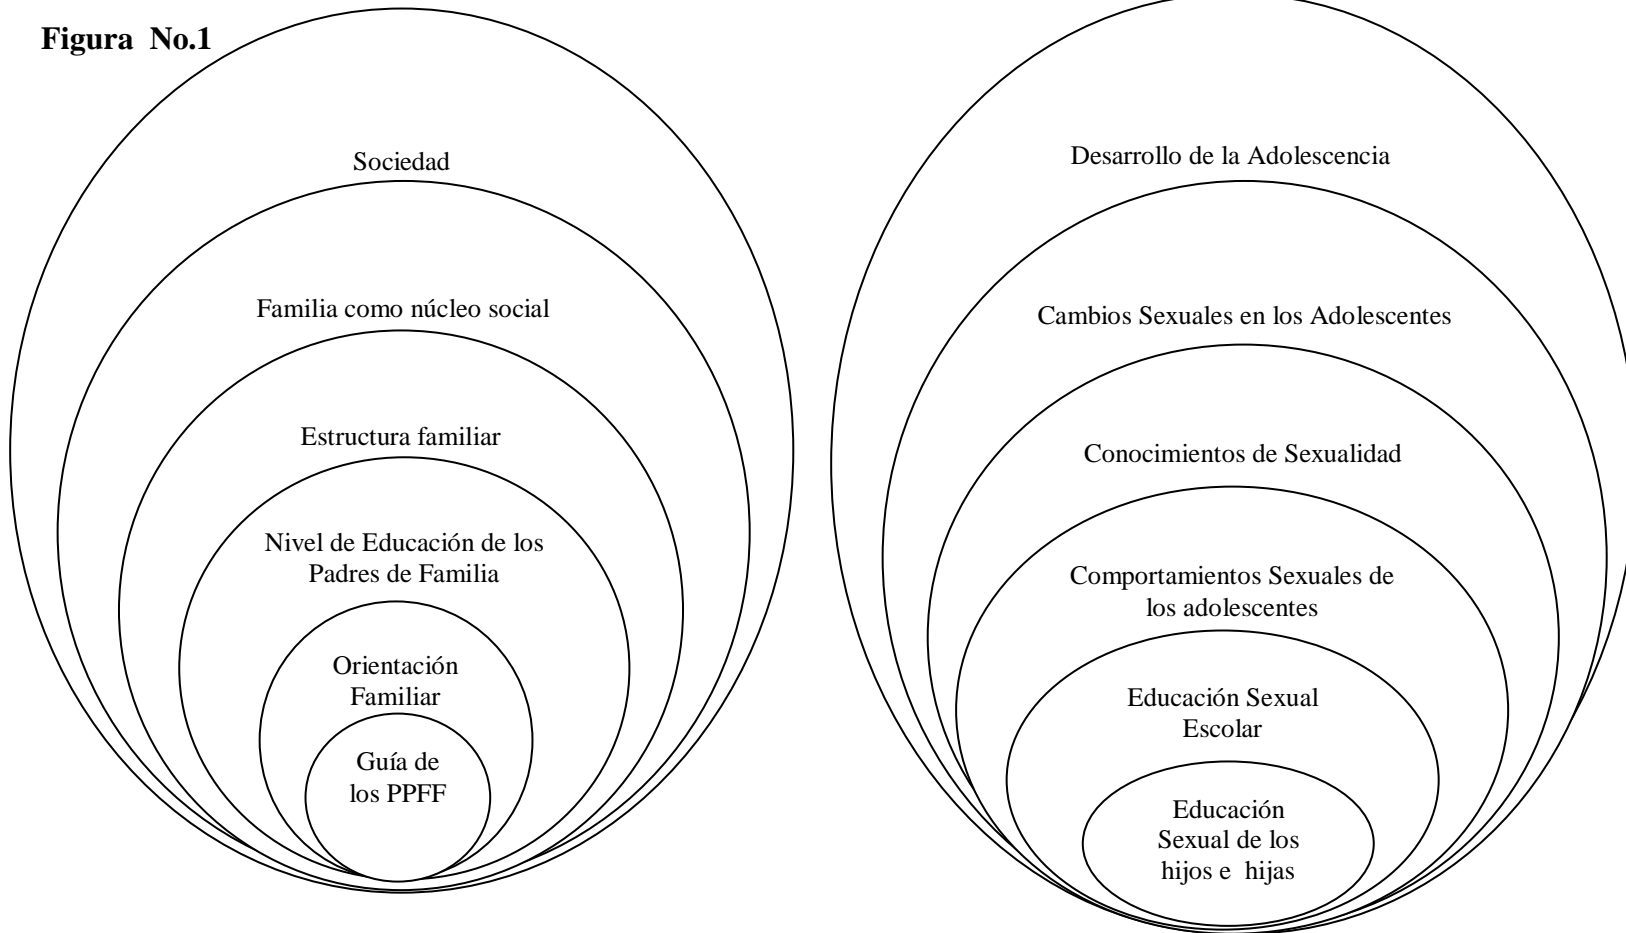 Figura No.1
Sociedad
Familia como núcleo social
Estructura familiar
Nivel de Educación de los
Padres de Familia
Orientación
Familiar
Guía de
los PPFF
Desarrollo de la Adolescencia
Cambios Sexuales en los Adolescentes
Conocimientos de Sexualidad
Comportamientos Sexuales de
los adolescentes
Educación Sexual
Escolar
Educación
Sexual de los
hijos e hijas